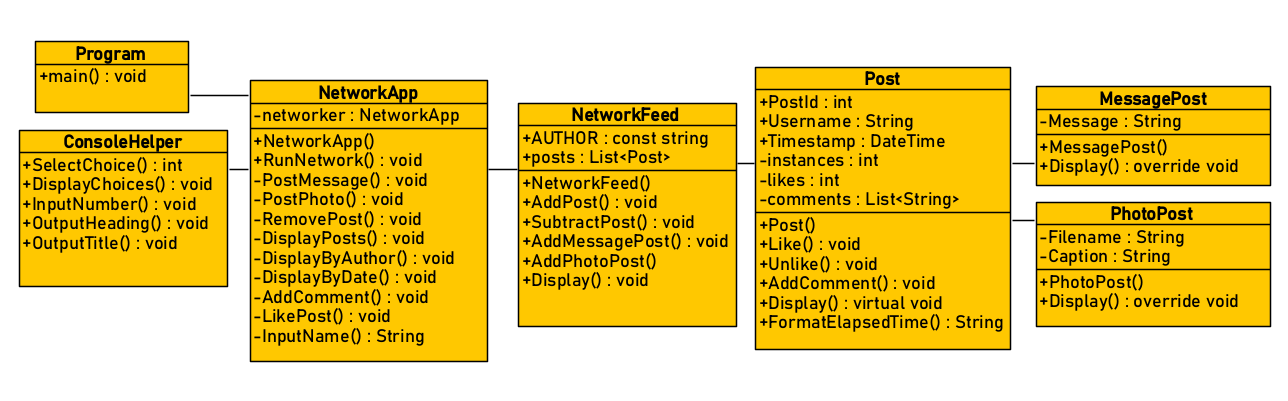 Program
+main() : void
ConsoleHelper
+SelectChoice() : int
+DisplayChoices() : void
+InputNumber() : void
+OutputHeading() : void
+OutputTitle() : void
NetworkApp
-networker : NetworkApp
+NetworkApp()
+RunNetwork() : void
-PostMessage() : void
-PostPhoto() : void
-RemovePost() : void
-DisplayPosts() : void
-DisplayByAuthor() : void
-DisplayByDate() : void
-AddComment() : void
-LikePost() : void
-InputName() : String
NetworkFeed
+AUTHOR : const string
+posts : List<Post>
+NetworkFeed()
+AddPost() : void
+SubtractPost() : void
+AddMessagePost() : void
+AddPhotoPost()
+Display() : void
Post
+PostId : int
+Username : String
+Timestamp : DateTime
-instances : int
-likes : int
-comments : List<String>
+Post()
+Like() : void
+Unlike() : void
+AddComment() : void
+Display() : virtual void
+FormatElapsedTime() : String
MessagePost
-Message : String
+MessagePost()
+Display() : override void
PhotoPost
-Filename : String
-Caption : String
+PhotoPost()
+Display() : override void